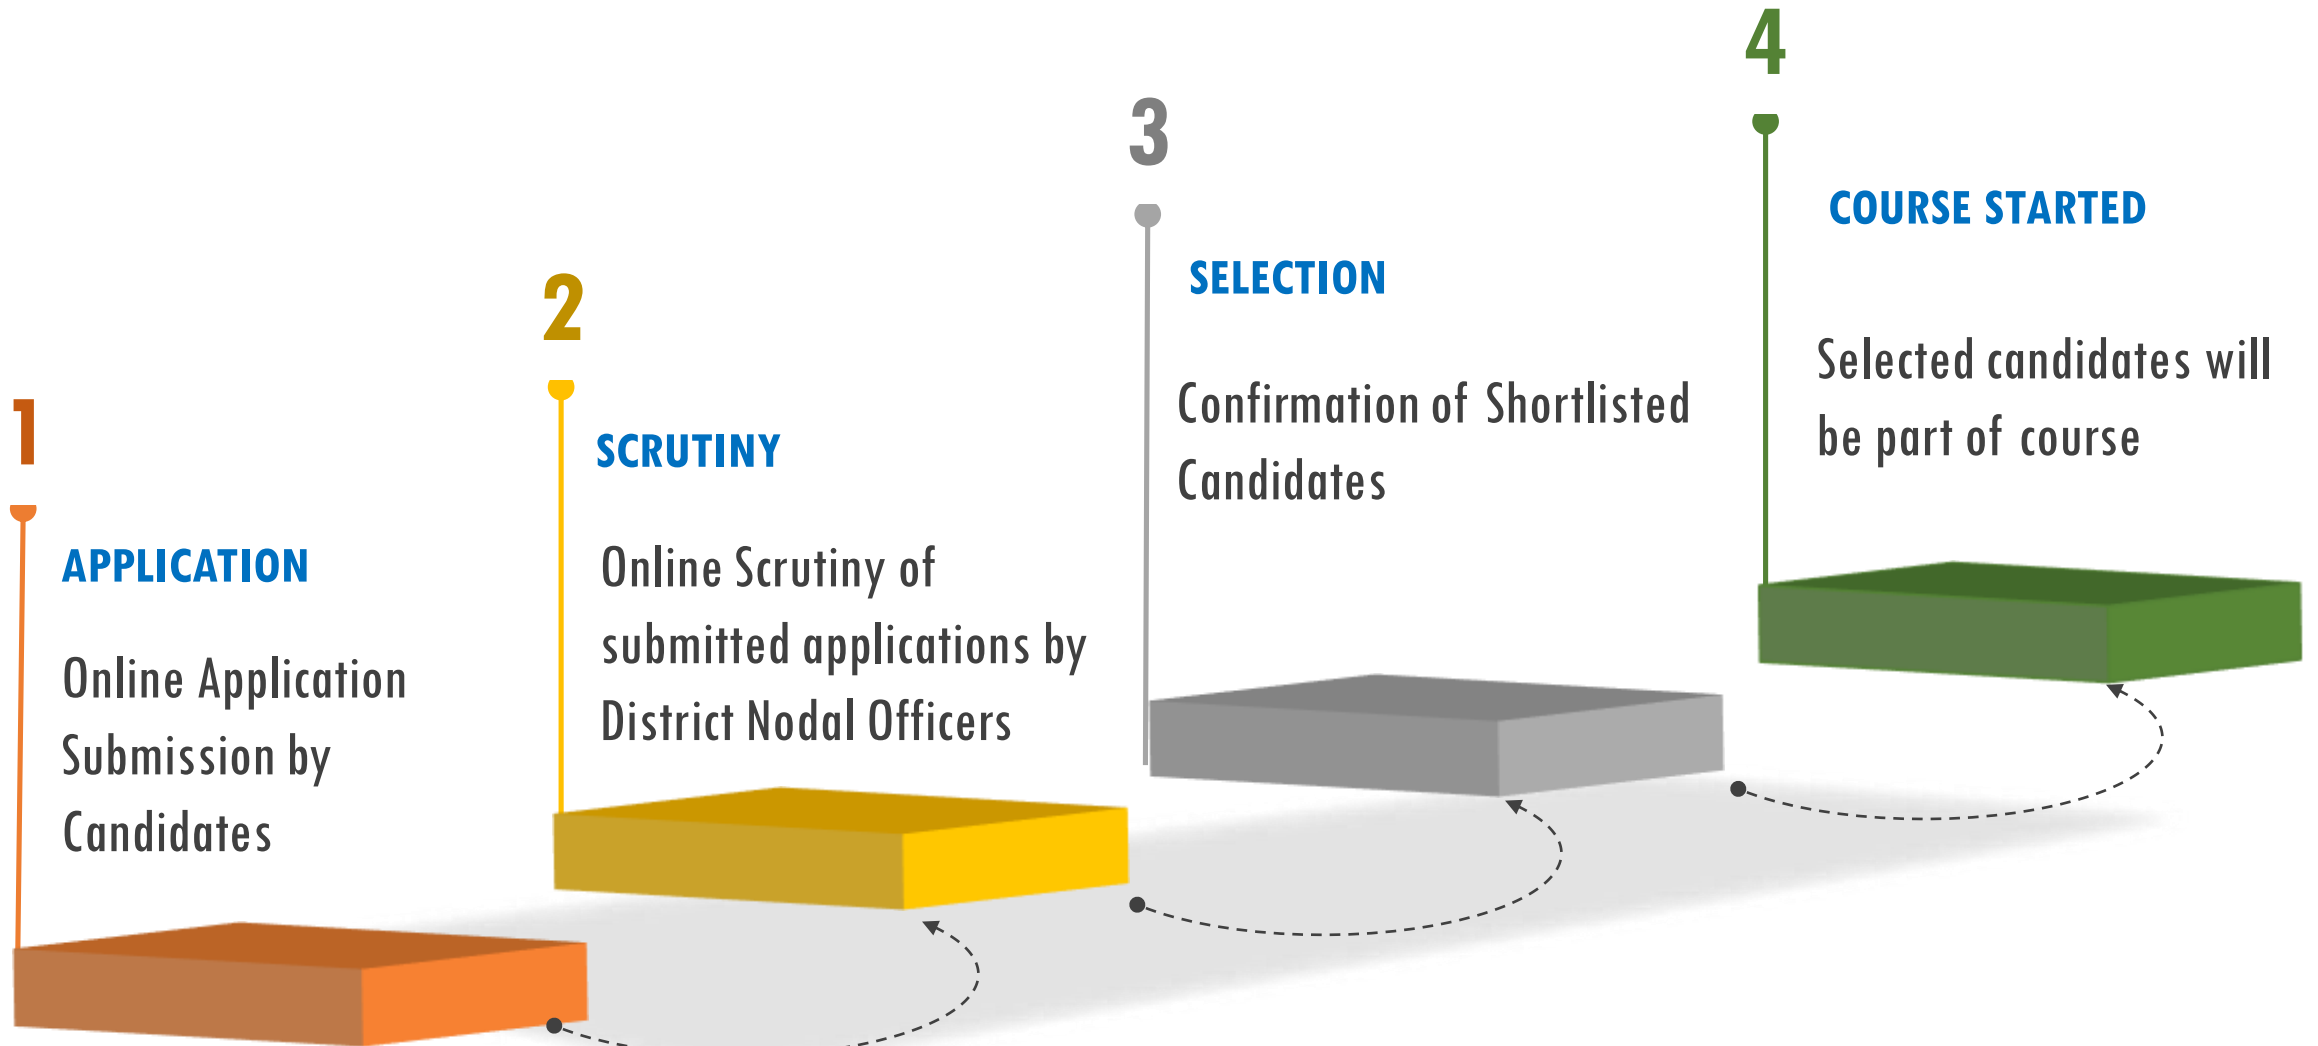 1
APPLICATION
Online Application
Submission by
Candidates
2
SCRUTINY
Online Scrutiny of
submitted applications by
District Nodal Officers
3
SELECTION
Confirmation of Shortlisted
Candidates
4
COURSE STARTED
Selected candidates will
be part of course